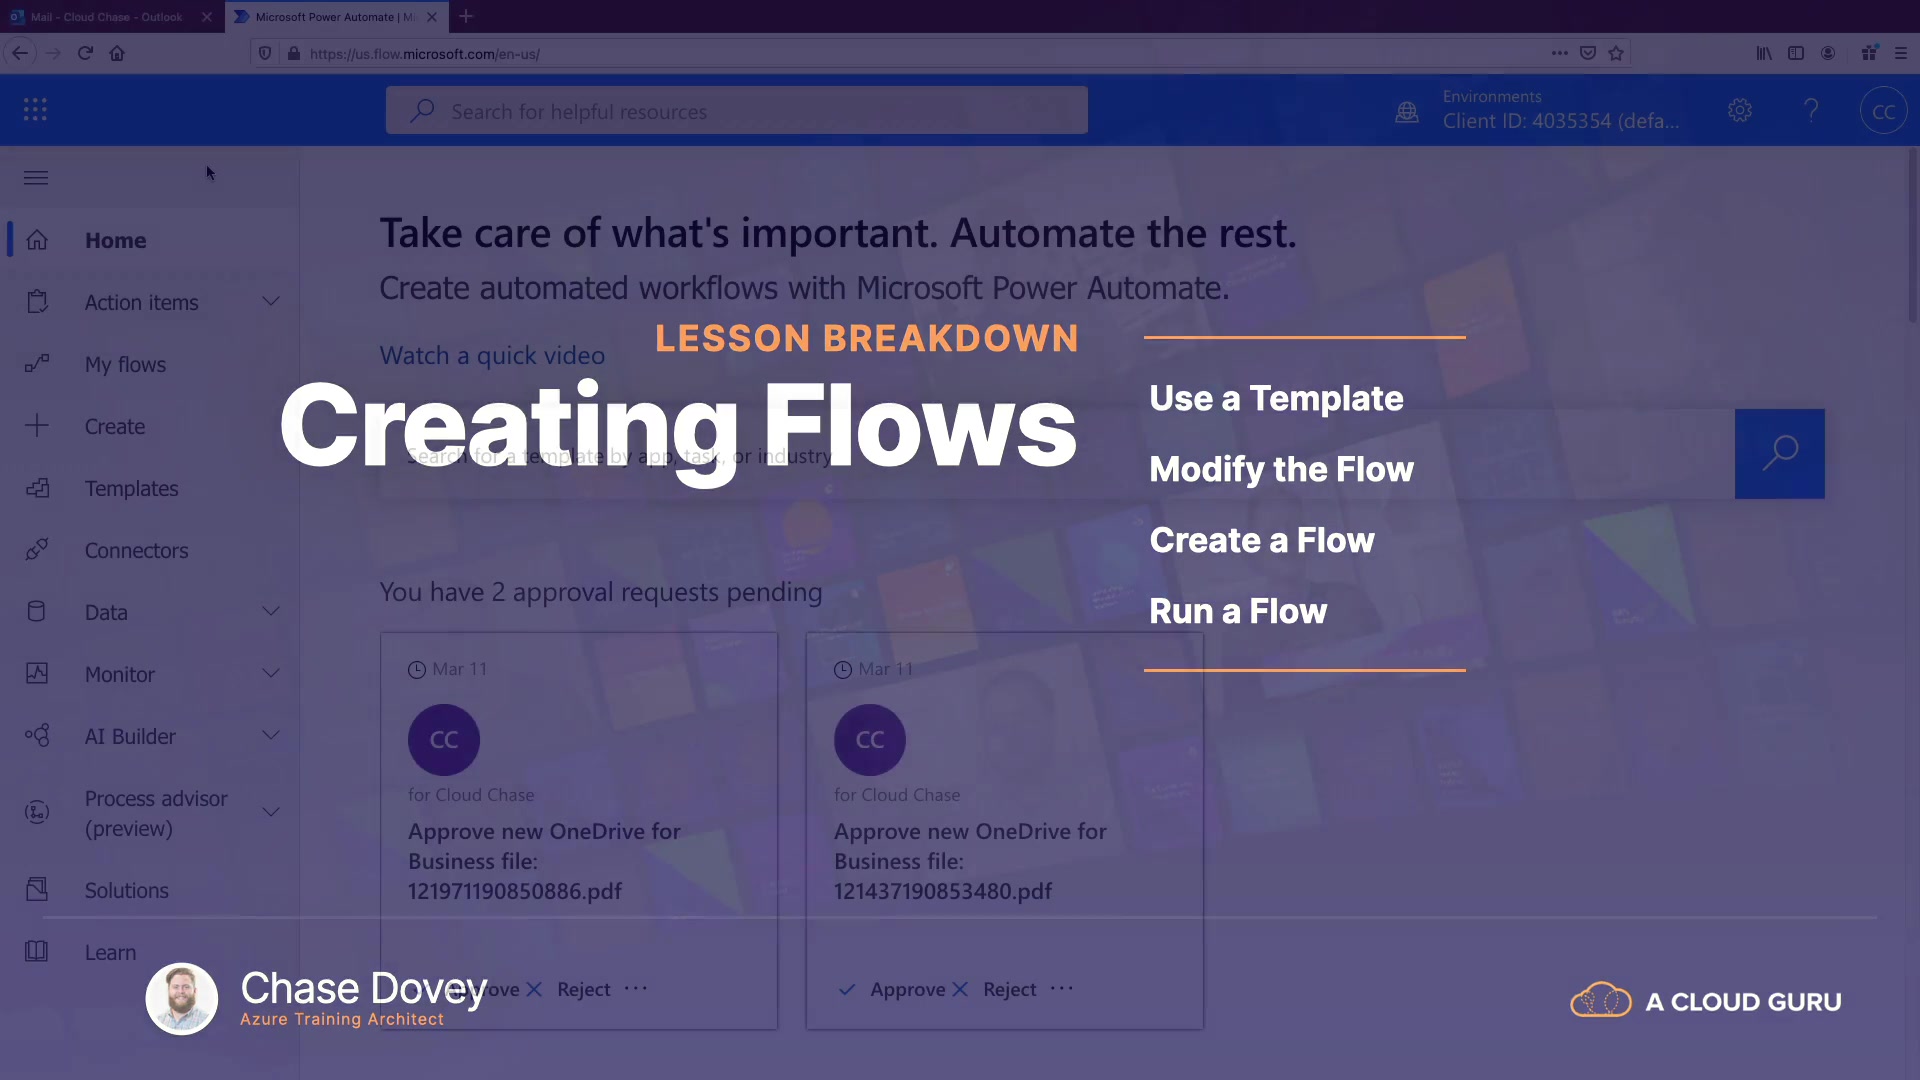 Mail - Cloud Chase - Outlook
Microsoft Power Automate | Mi
https://us.flow.microsoft.com/en-us/
Search for helpful resources
Environments
Client ID: 4035354 (defa...
CC
Home
Action items
My flows
Create
Templates
Connectors
Data
Monitor
AI Builder
Process advisor
(preview)
Solutions
Learn
Take care of what's important. Automate the rest.
Create automated workflows with Microsoft Power Automate.
Watch a quick video
LESSON BREAKDOWN
Creating Flows
Search for a template by app, task, or industry
Use a Template
Modify the Flow
Create a Flow
Run a Flow
You have 2 approval requests pending
Mar 11
CC
for Cloud Chase
Approve new OneDrive for
Business file:
121971190850886.pdf
Approve
Reject
Mar 11
CC
for Cloud Chase
Approve new OneDrive for
Business file:
121437190853480.pdf
Approve
Reject
Chase Dovey
Azure Training Architect
A CLOUD GURU